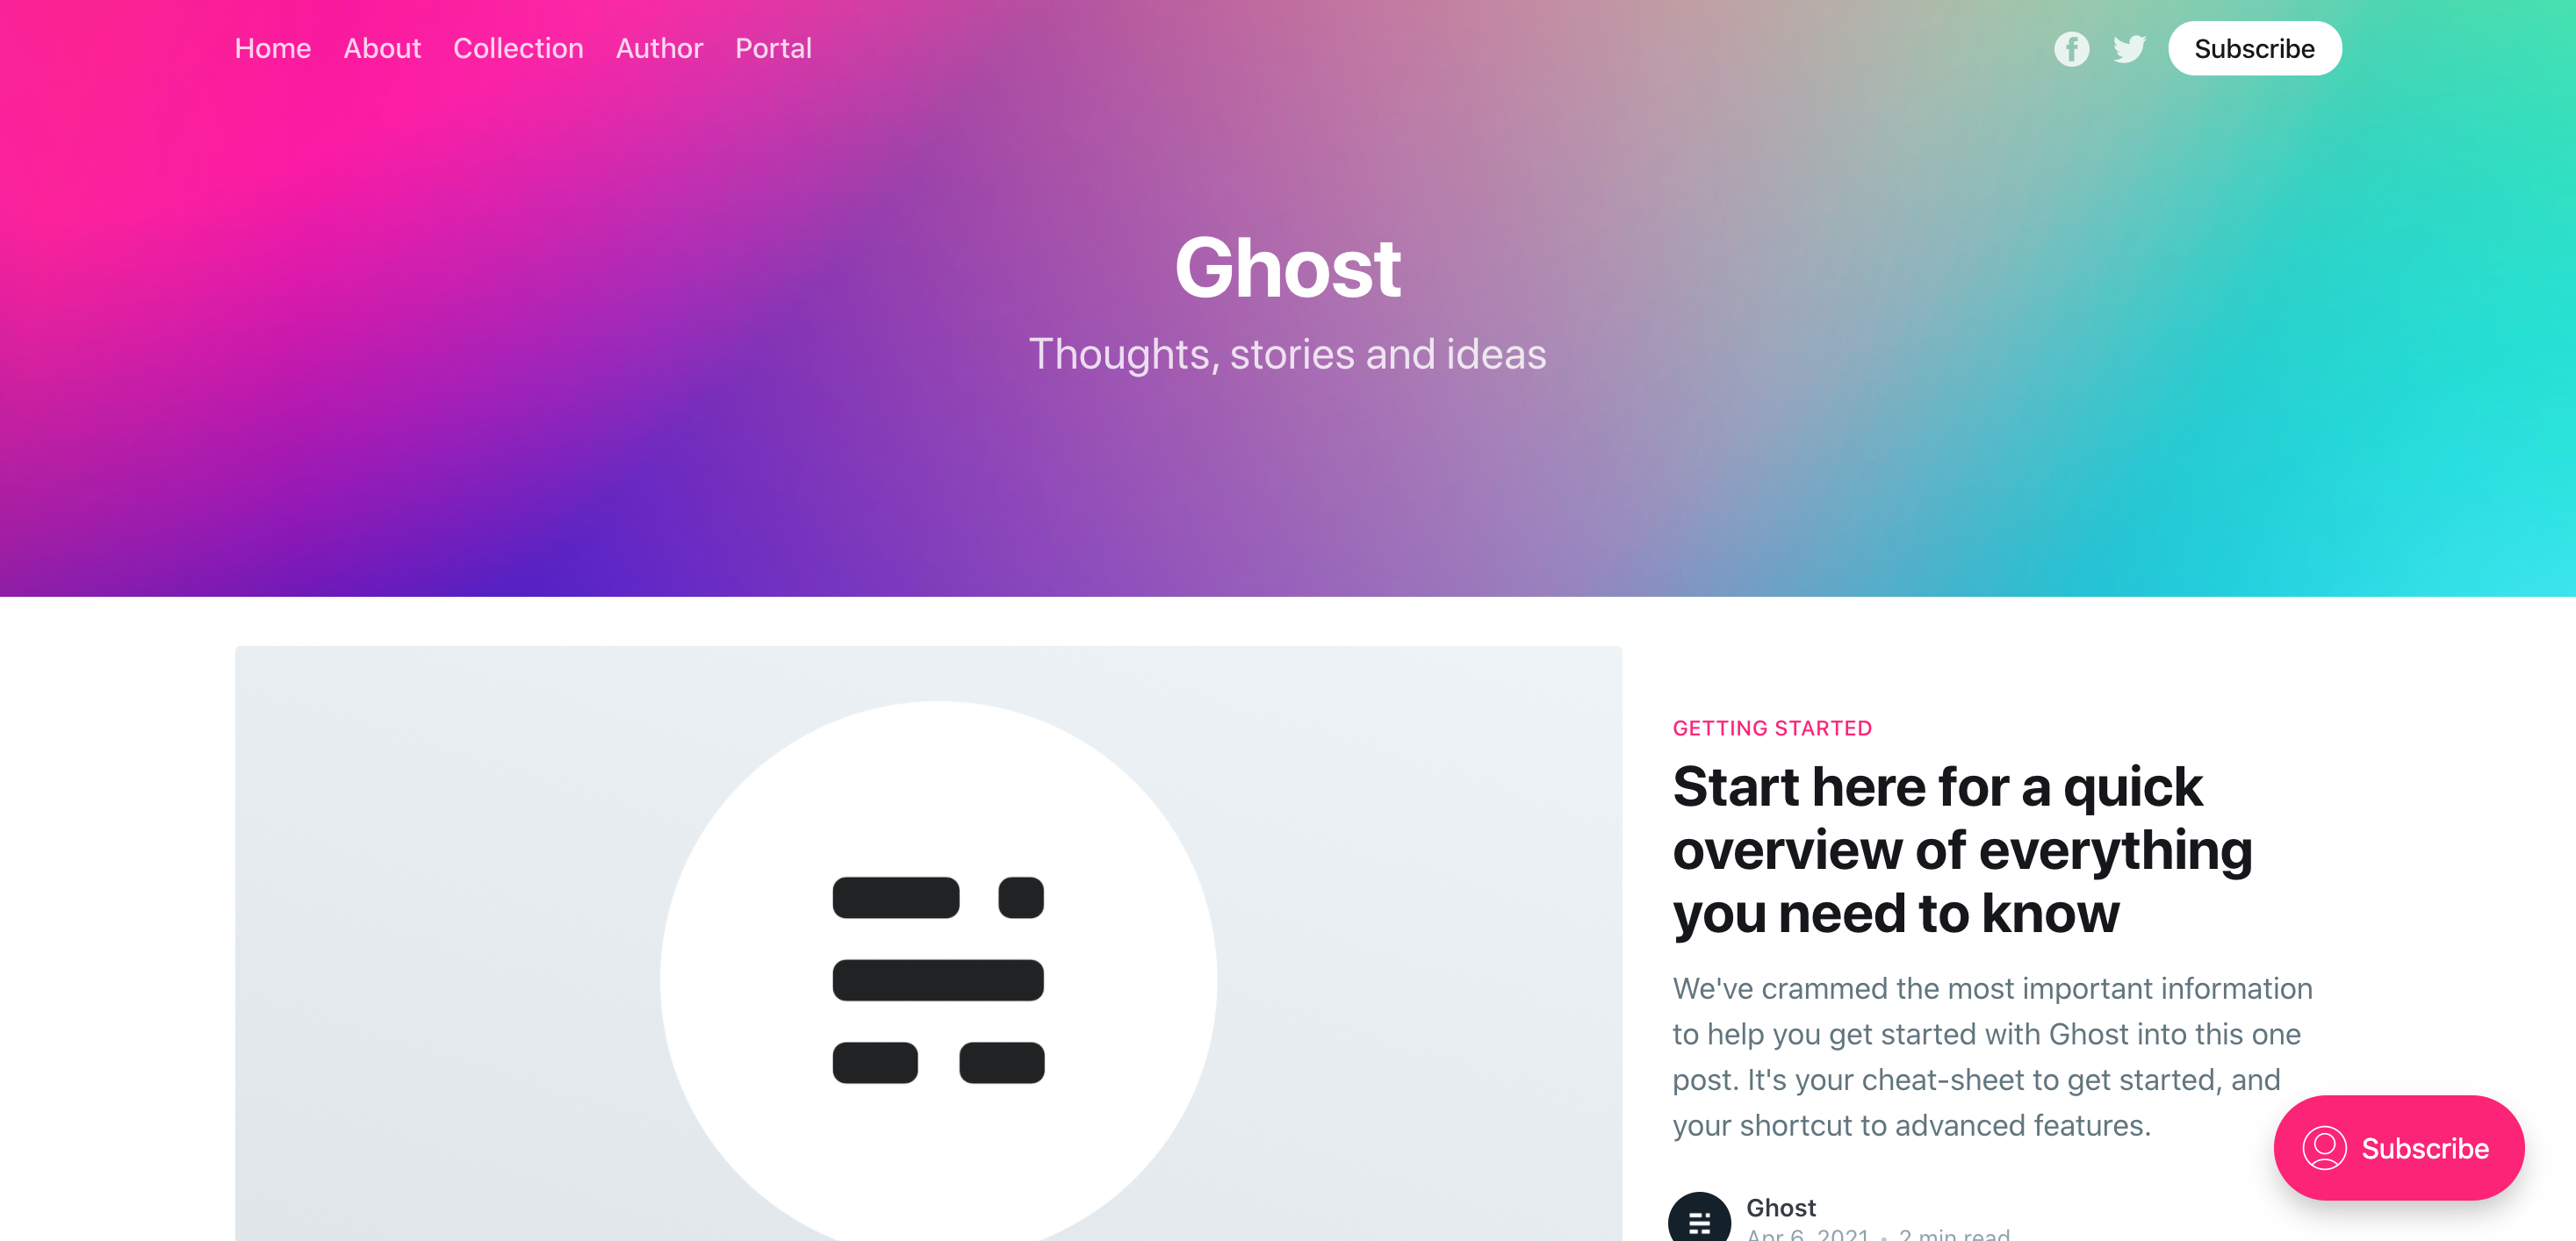 Home About Collection Author Portal
Subscribe
Ghost
Thoughts, stories and ideas
GETTING STARTED
Start here for a quick
overview of everything
you need to know
We've crammed the most important information
to help you get started with Ghost into this one
post. It's your cheat-sheet to get started, and
your shortcut to advanced features.
Subscribe
Ghost
Apr 6, 2021 • 2 min read